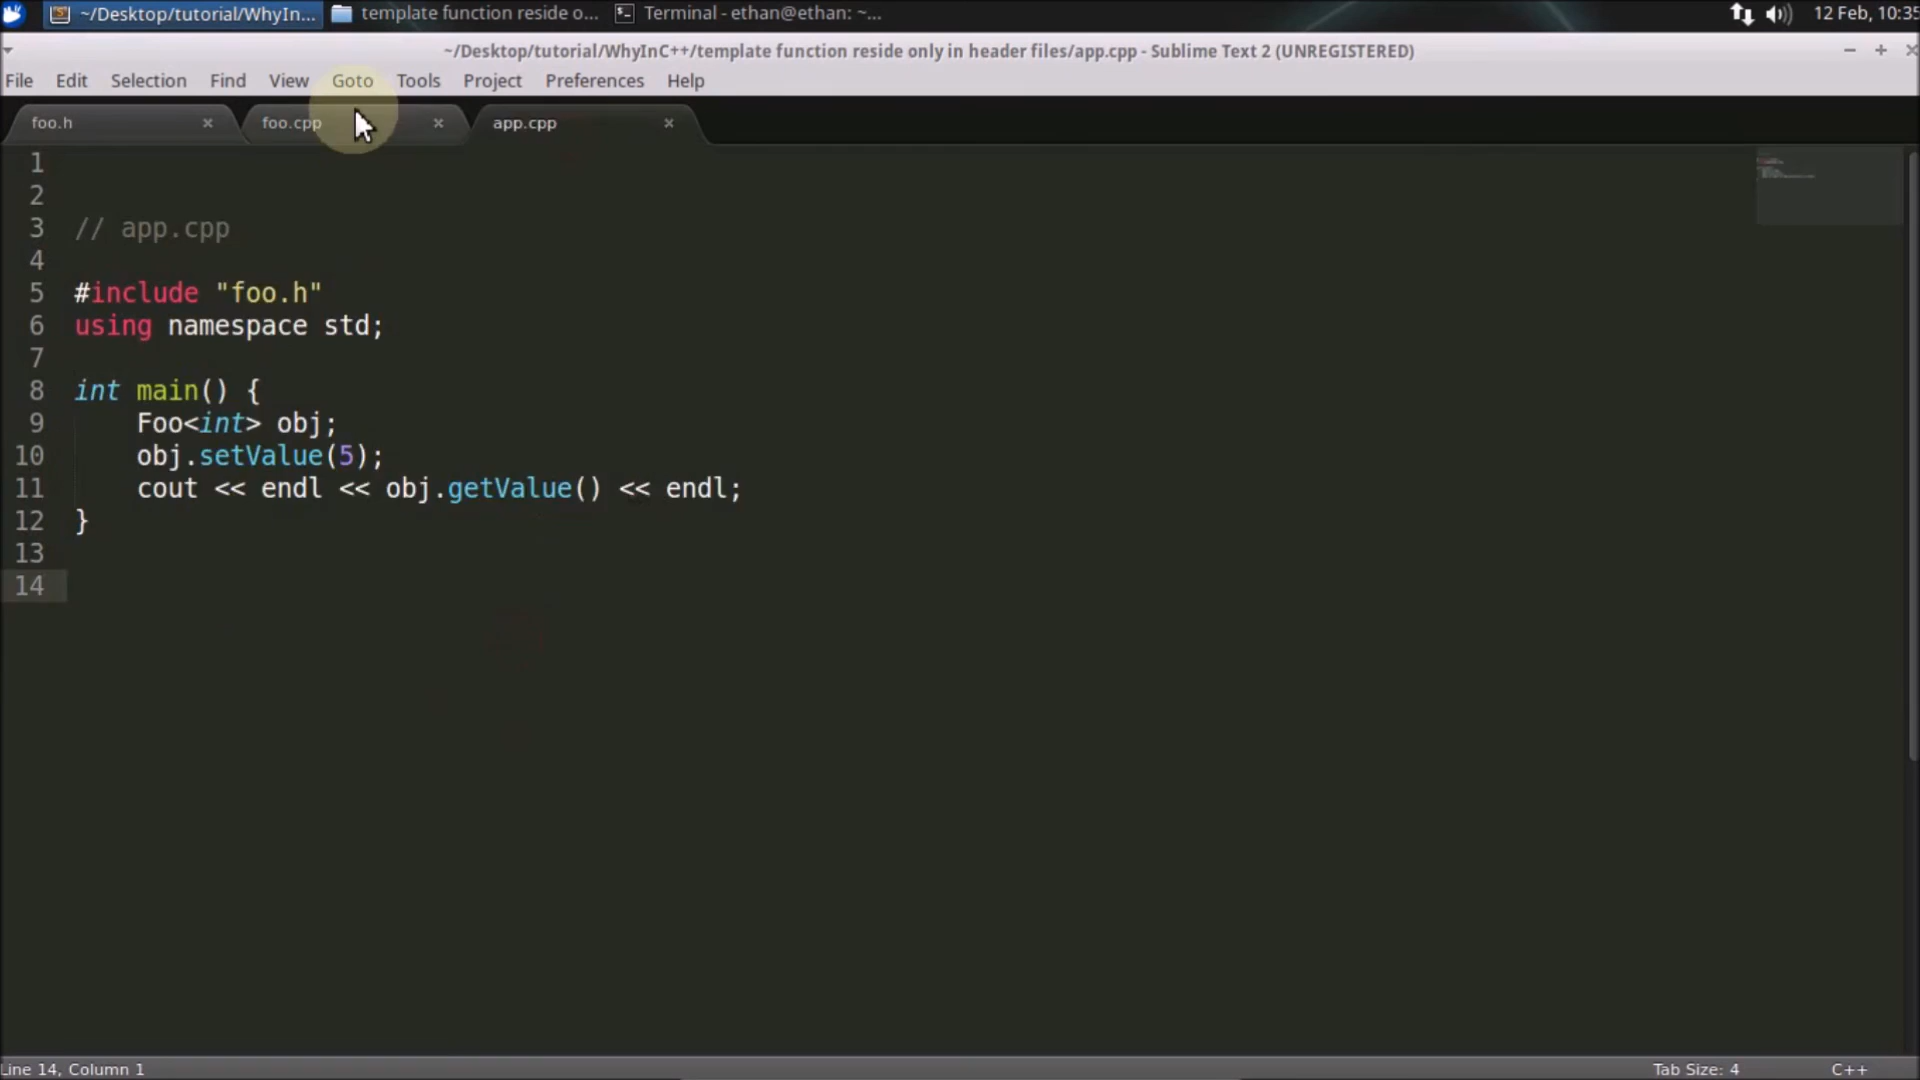 ~/Desktop/tutorial/WhyIn... template function reside o... Terminal - ethan@ethan: ~... 12 Feb, 10:35
~/Desktop/tutorial/WhyInC++/template function reside only in header files/app.cpp - Sublime Text 2 (UNREGISTERED)
File Edit Selection Find View Goto Tools Project Preferences Help
foo.h × foo.cpp × app.cpp ×
1
2
3 // app.cpp
4
5 #include "foo.h"
6 using namespace std;
7
8 int main() {
9 Foo<int> obj;
10 obj.setValue(5);
11 cout << endl << obj.getValue() << endl;
12 }
13
14
Line 14, Column 1 Tab Size: 4 C++